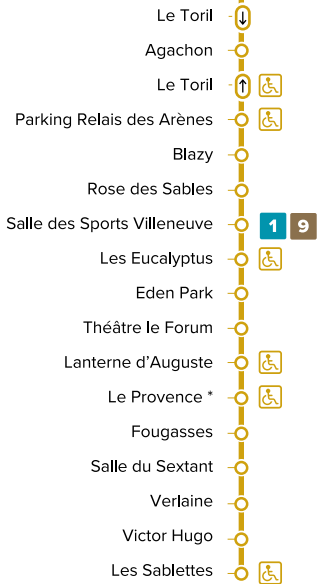 Le Toril ↓
Agachon
Le Toril ↑
Parking Relais des Arènes
Blazy
Rose des Sables
Salle des Sports Villeneuve 1 9
Les Eucalyptus
Eden Park
Théâtre le Forum
Lanterne d'Auguste
Le Provence *
Fougasses
Salle du Sextant
Verlaine
Victor Hugo
Les Sablettes